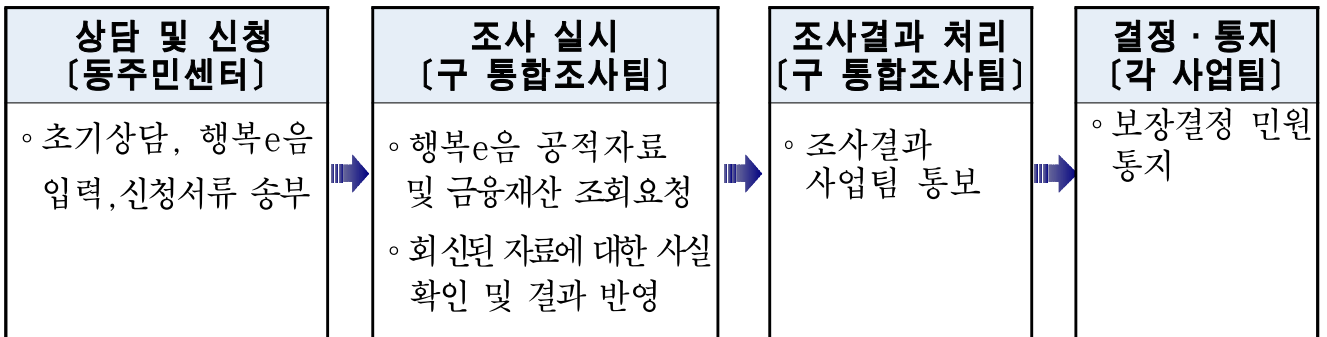 상담 및 신청
〔동주민센터〕
◦초기상담, 행복e음
입력,신청서류 송부
조사 실시
〔구 통합조사팀〕
◦행복e음 공적자료
및 금융재산 조회요청
◦회신된 자료에 대한 사실
확인 및 결과 반영
조사결과 처리
〔구 통합조사팀〕
◦조사결과
사업팀 통보
결정·통지
〔각 사업팀〕
◦보장결정 민원
통지